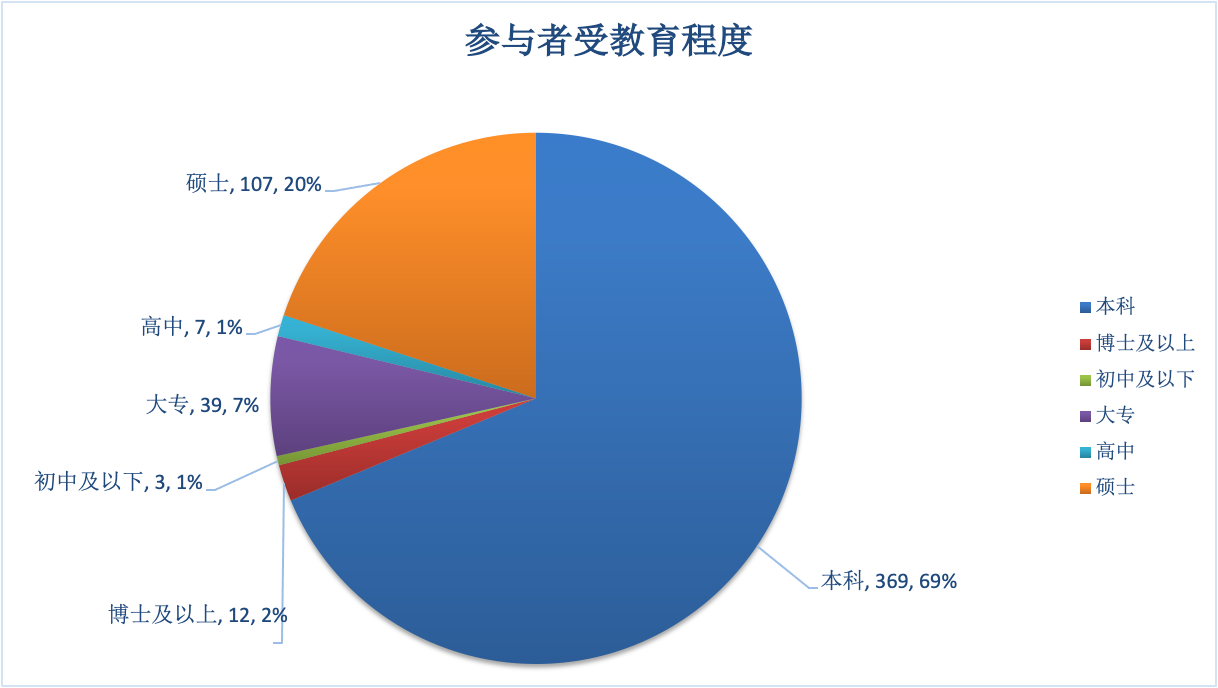 参与者受教育程度
硕士, 107, 20%
高中, 7, 1%
大专, 39, 7%
初中及以下, 3, 1%
博士及以上, 12, 2%
本科, 369, 69%
本科
博士及以上
初中及以下
大专
高中
硕士